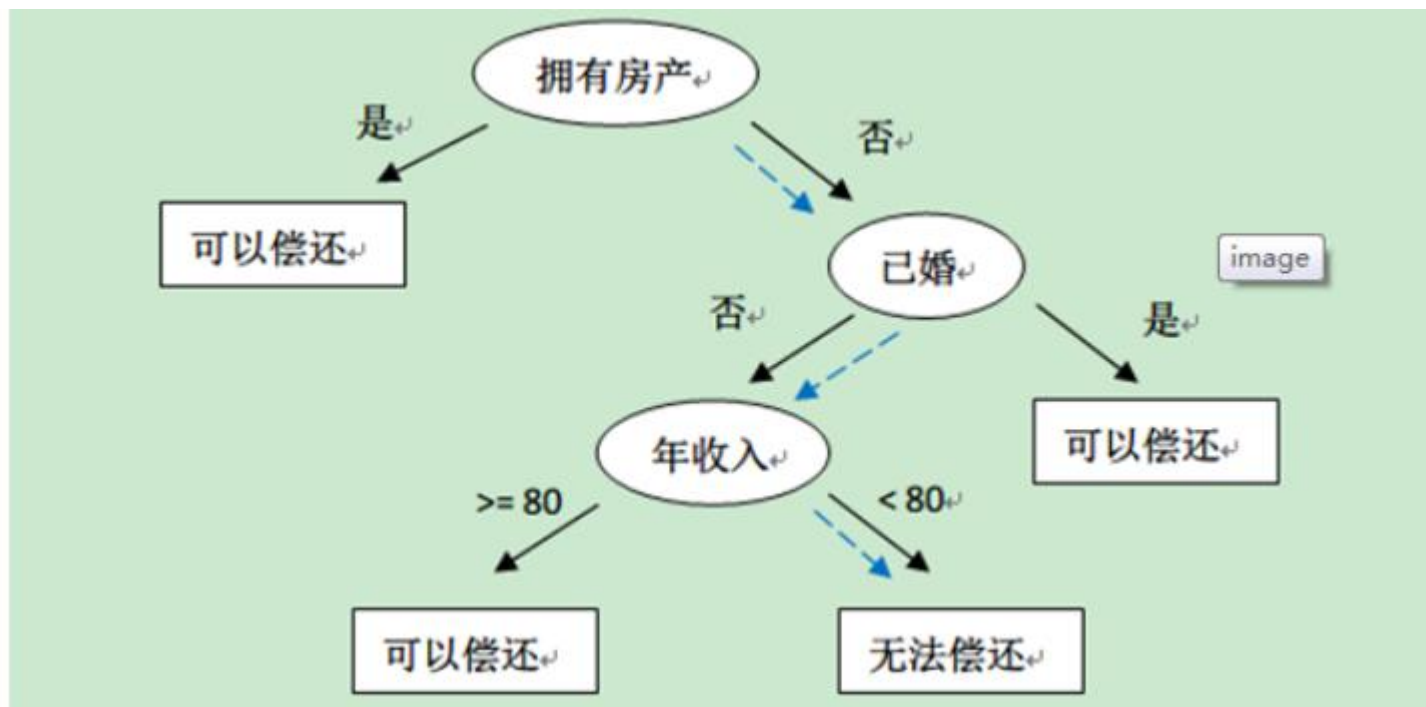 拥有房产
是
否
可以偿还
已婚
image
否
是
年收入
可以偿还
>= 80
< 80
可以偿还
无法偿还